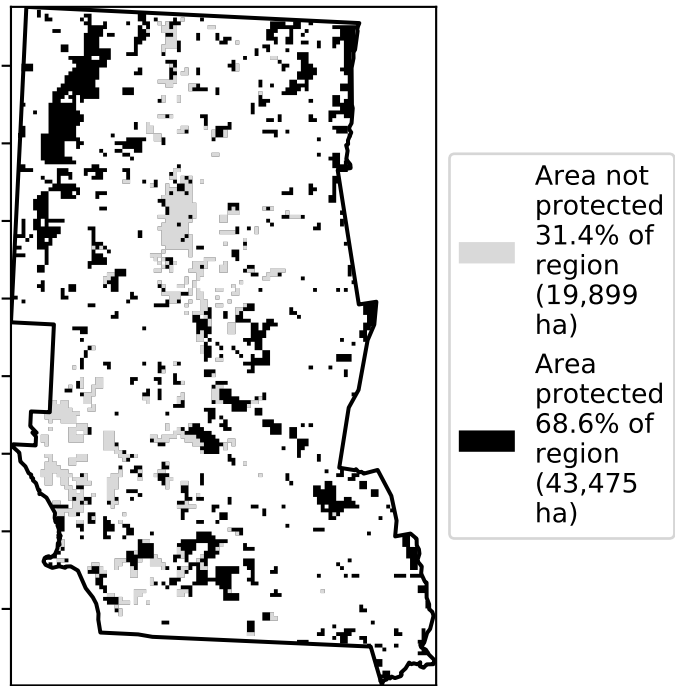 Area not
protected
31.4% of
region
(19,899
ha)
Area
protected
68.6% of
region
(43,475
ha)